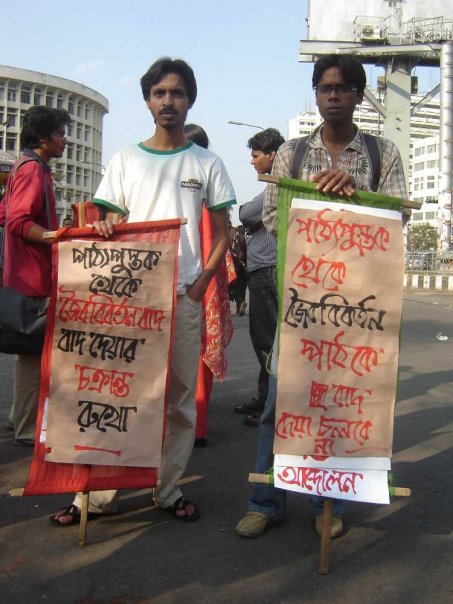 পাঠ্যপুস্তক
থেকে
জৈববিবর্তনবাদ
বাদ দেয়ার
চক্রান্ত
রুখো
পাঠ্যপুস্তক
থেকে
জৈববিবর্তন
পাঠকে
বাদ
দেয়া চলবে
না
আন্দোলন